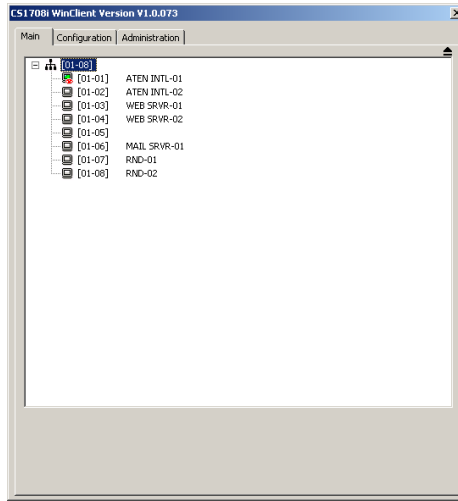 CS1708i WinClient Version V1.0.073
Main Configuration Administration
[01-08]
[01-01] ATEN INTL-01
[01-02] ATEN INTL-02
[01-03] WEB SRVR-01
[01-04] WEB SRVR-02
[01-05]
[01-06] MAIL SRVR-01
[01-07] RND-01
[01-08] RND-02